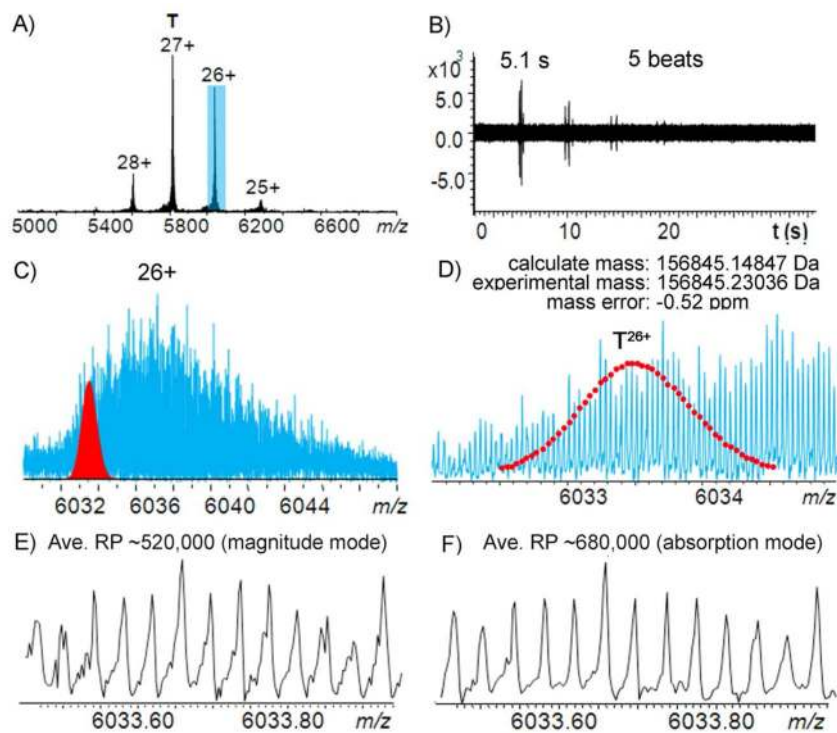 A)
T
27+
26+
28+
25+
5000 5400 5800 6200 6600 m/z
B)
5.1 s 5 beats
x10³
5.0
0.0
-5.0
0 10 20 t (s)
C)
26+
6032 6036 6040 6044 m/z
D)
calculate mass: 156845.14847 Da
experimental mass: 156845.23036 Da
mass error: -0.52 ppm
T²⁶⁺
6033 6034 m/z
E) Ave. RP ~520,000 (magnitude mode)
6033.60 6033.80 m/z
F) Ave. RP ~680,000 (absorption mode)
6033.60 6033.80 m/z